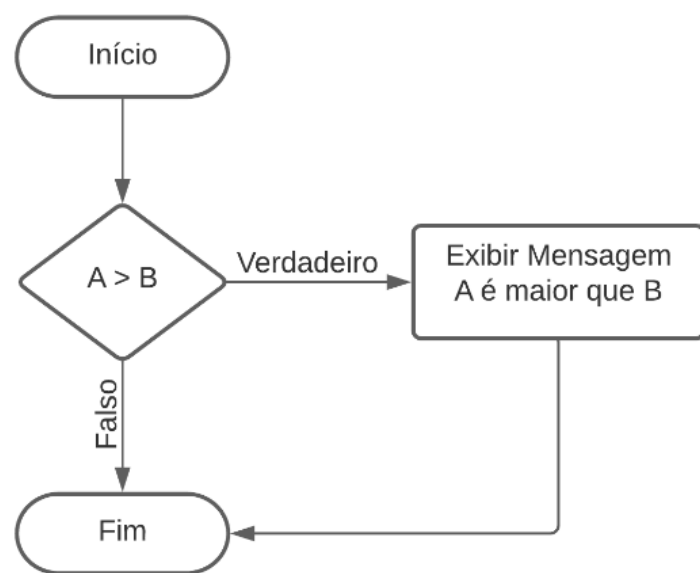 Início
A > B
Verdadeiro
Exibir Mensagem
A é maior que B
Falso
Fim